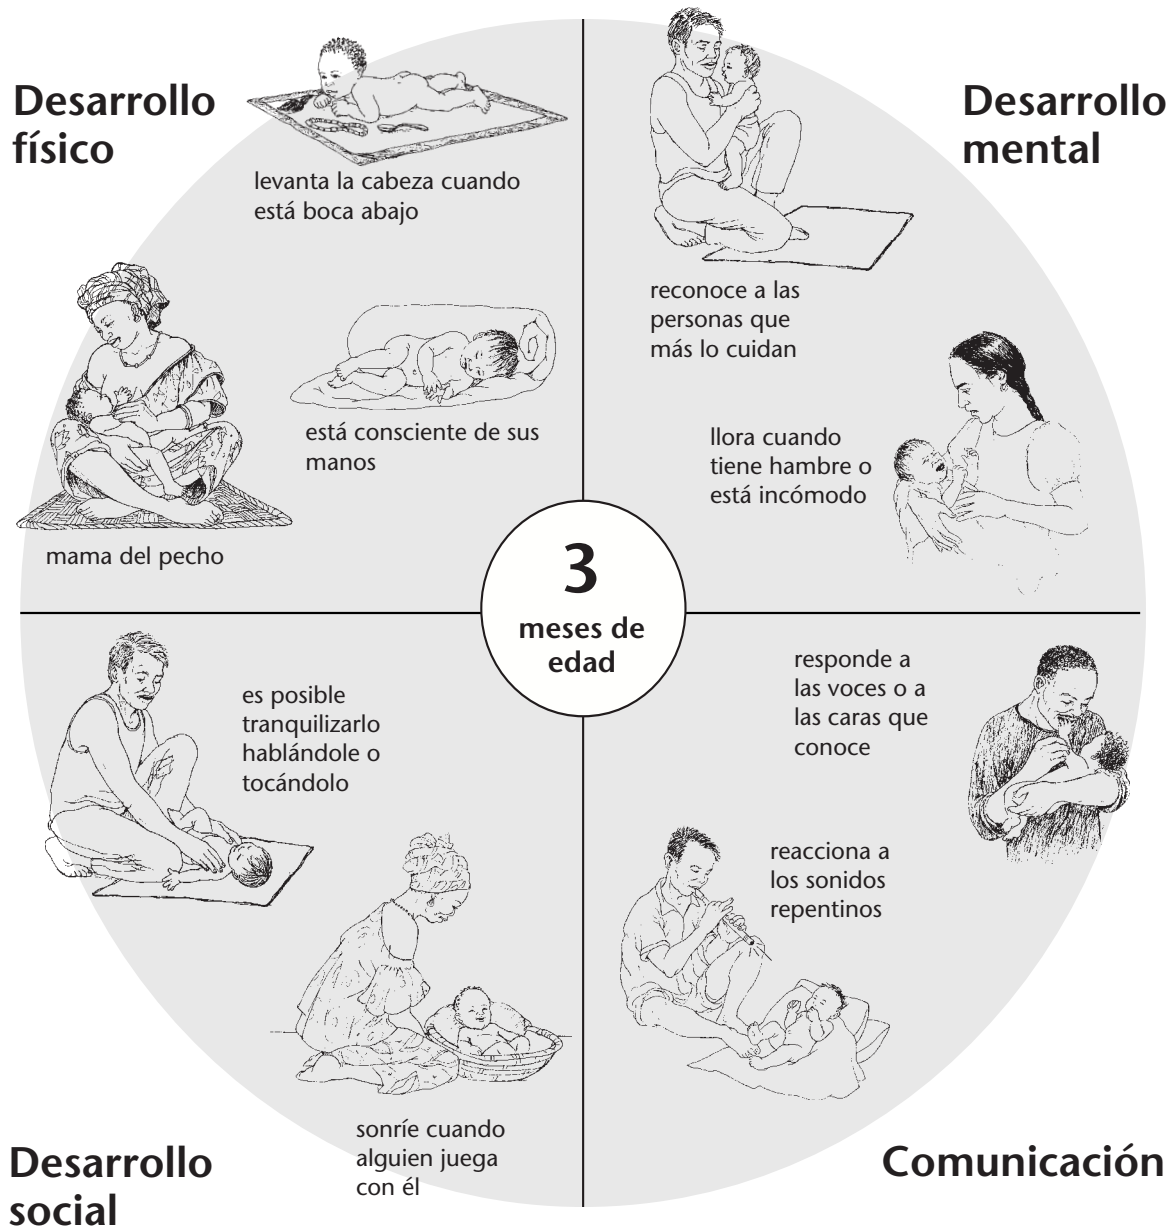 Desarrollo
físico
levanta la cabeza cuando
está boca abajo
está consciente de sus
manos
mama del pecho
Desarrollo
mental
reconoce a las
personas que
más lo cuidan
llora cuando
tiene hambre o
está incómodo
3
meses de
edad
es posible
tranquilizarlo
hablándole o
tocándolo
sonríe cuando
alguien juega
con él
Desarrollo
social
responde a
las voces o a
las caras que
conoce
reacciona a
los sonidos
repentinos
Comunicación